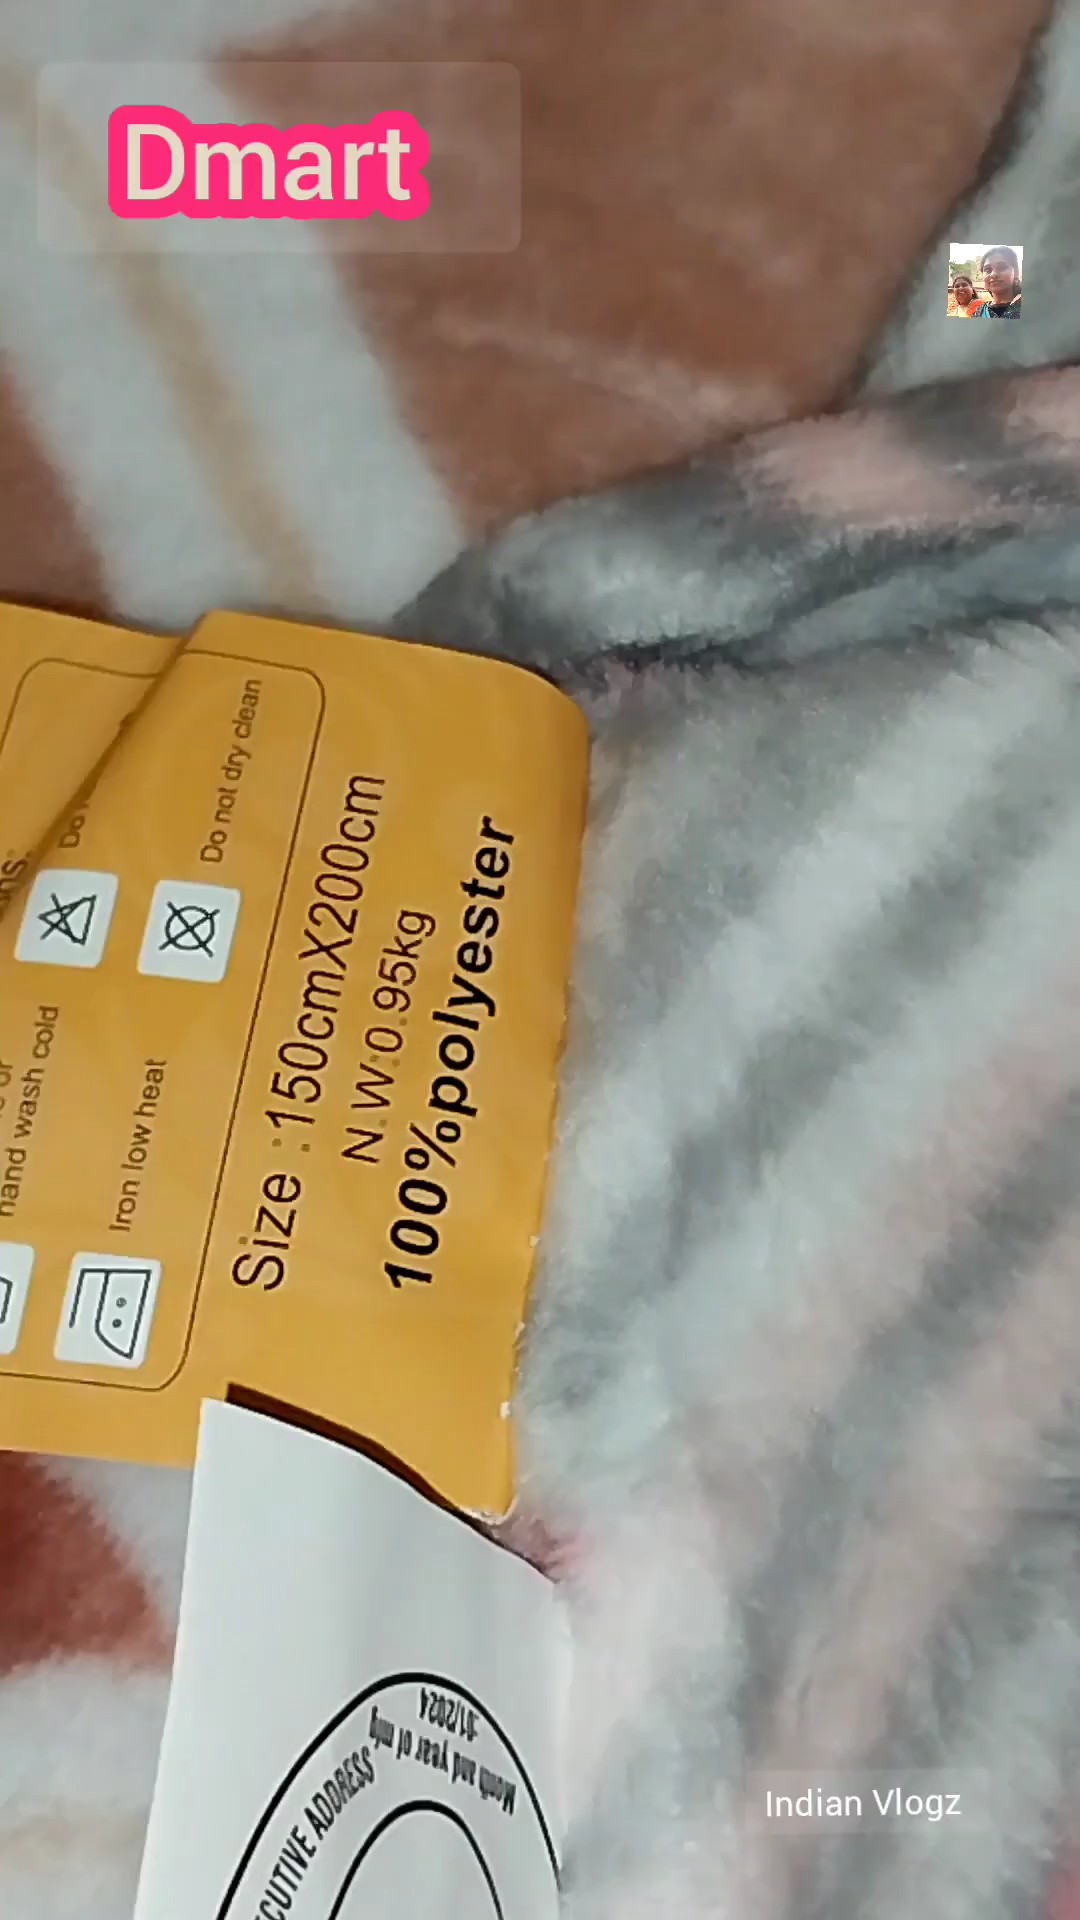 Dmart
Do not dry clean
hand wash cold
Iron low heat
Size :150cmX200cm
N.W:0.95kg
100%polyester
Month and year of mfg
:01/2024
ADDRESS
Indian Vlogz